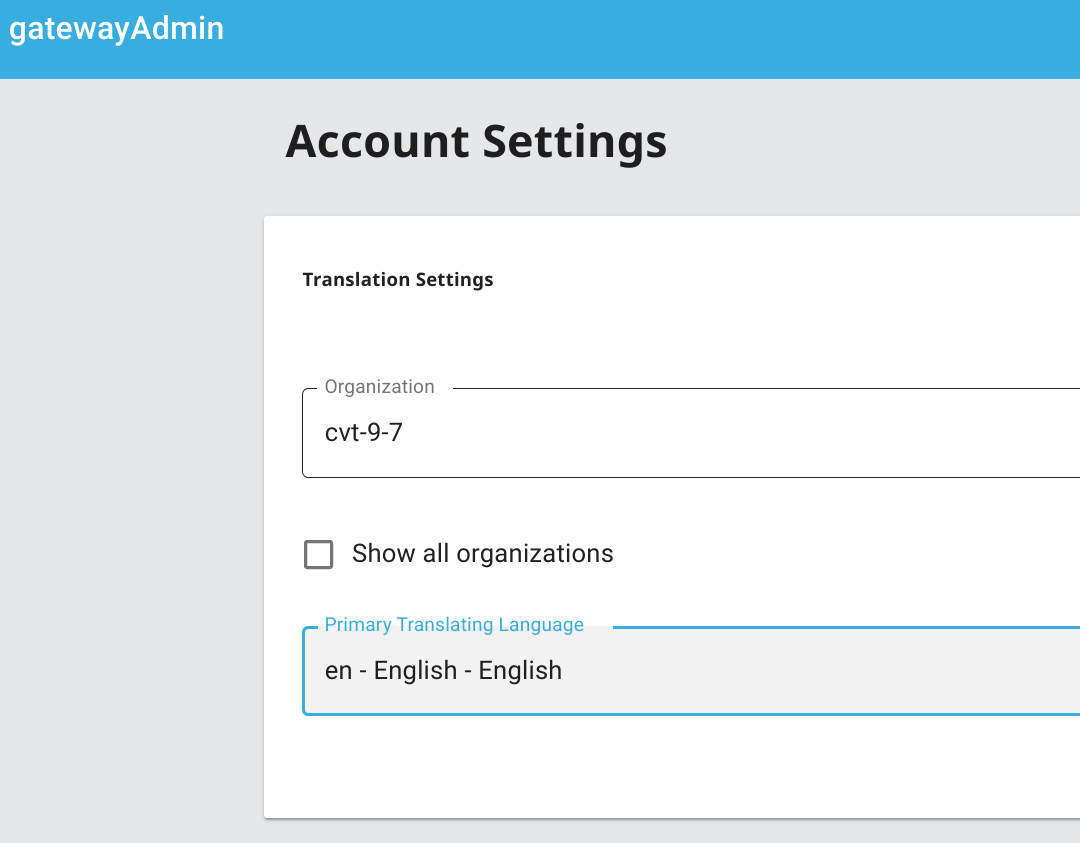 gatewayAdmin
Account Settings
Translation Settings
Organization
cvt-9-7
Show all organizations
Primary Translating Language
en - English - English